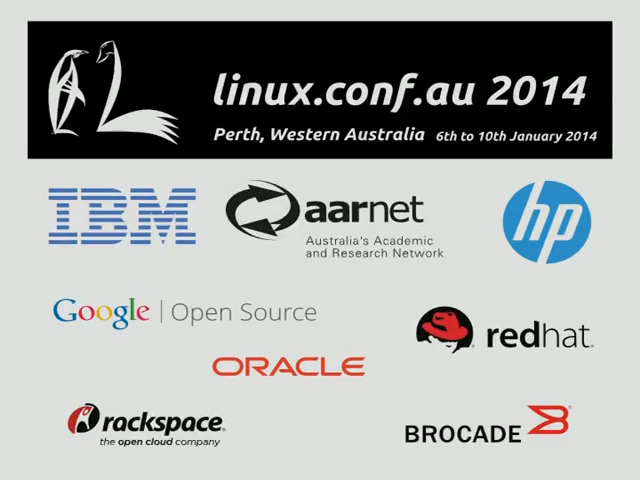 linux.conf.au 2014
Perth, Western Australia 6th to 10th January 2014
IBM
aarnet
Australia's Academic
and Research Network
hp
Google | Open Source
redhat.
ORACLE
rackspace
the open cloud company
BROCADE